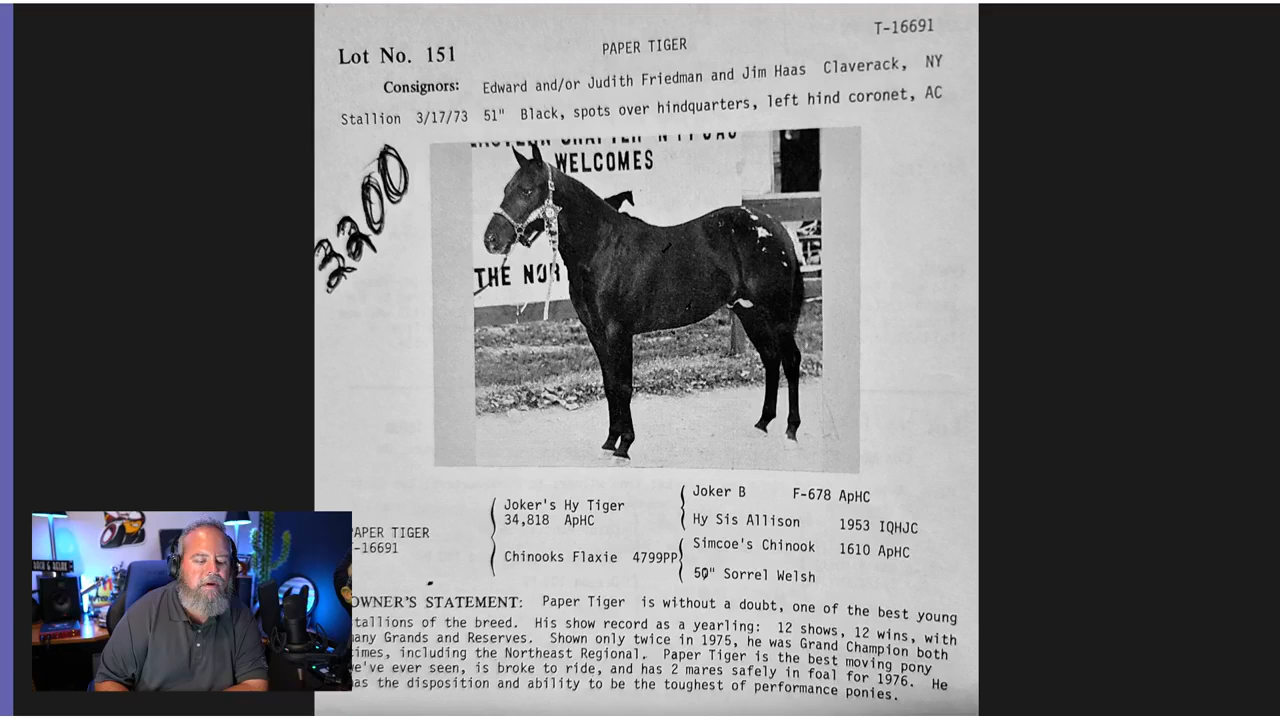 T-16691
Lot No. 151
PAPER TIGER
Consignors: Edward and/or Judith Friedman and Jim Haas Claverack, NY
Stallion 3/17/73 51" Black, spots over hindquarters, left hind coronet, AC
3200
WELCOMES
THE NOR
Joker B F-678 ApHC
Joker's Hy Tiger
34,818 ApHC
Hy Sis Allison 1953 IQHJC
PAPER TIGER
-16691
Simcoe's Chinook 1610 ApHC
Chinooks Flaxie 4799PP
50" Sorrel Welsh
OWNER'S STATEMENT: Paper Tiger is without a doubt, one of the best young
tallions of the breed. His show record as a yearling: 12 shows, 12 wins, with
any Grands and Reserves. Shown only twice in 1975, he was Grand Champion both
times, including the Northeast Regional. Paper Tiger is the best moving pony
e've ever seen, is broke to ride, and has 2 mares safely in foal for 1976. He
as the disposition and ability to be the toughest of performance ponies.